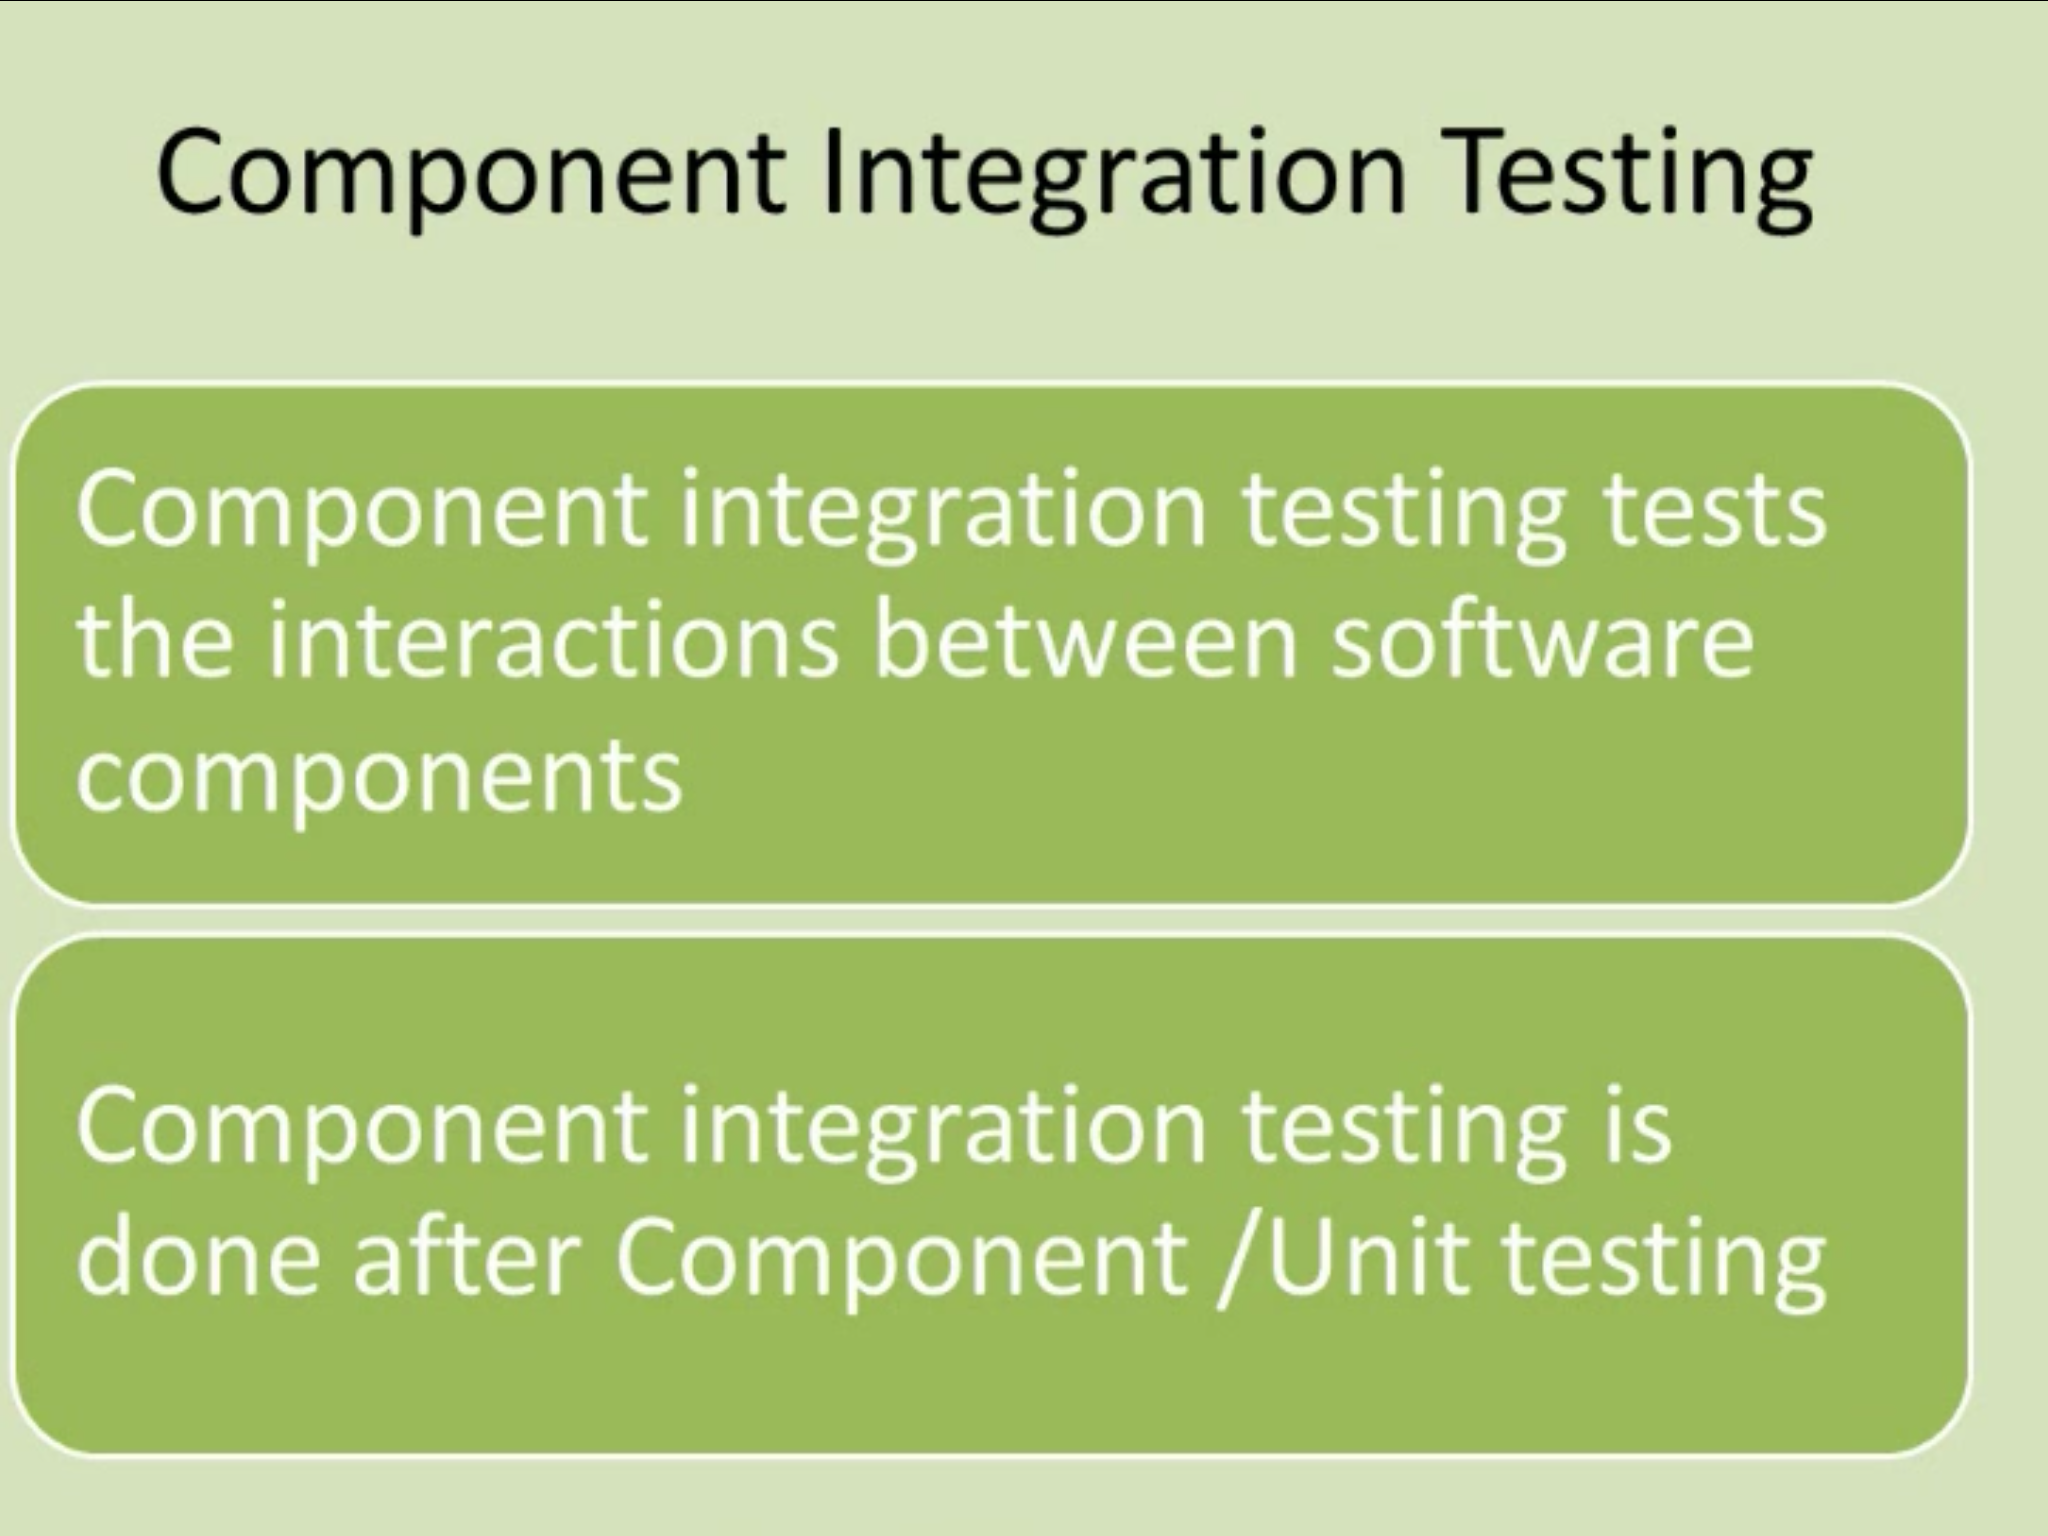 Component Integration Testing
Component integration testing tests
the interactions between software
components
Component integration testing is
done after Component /Unit testing